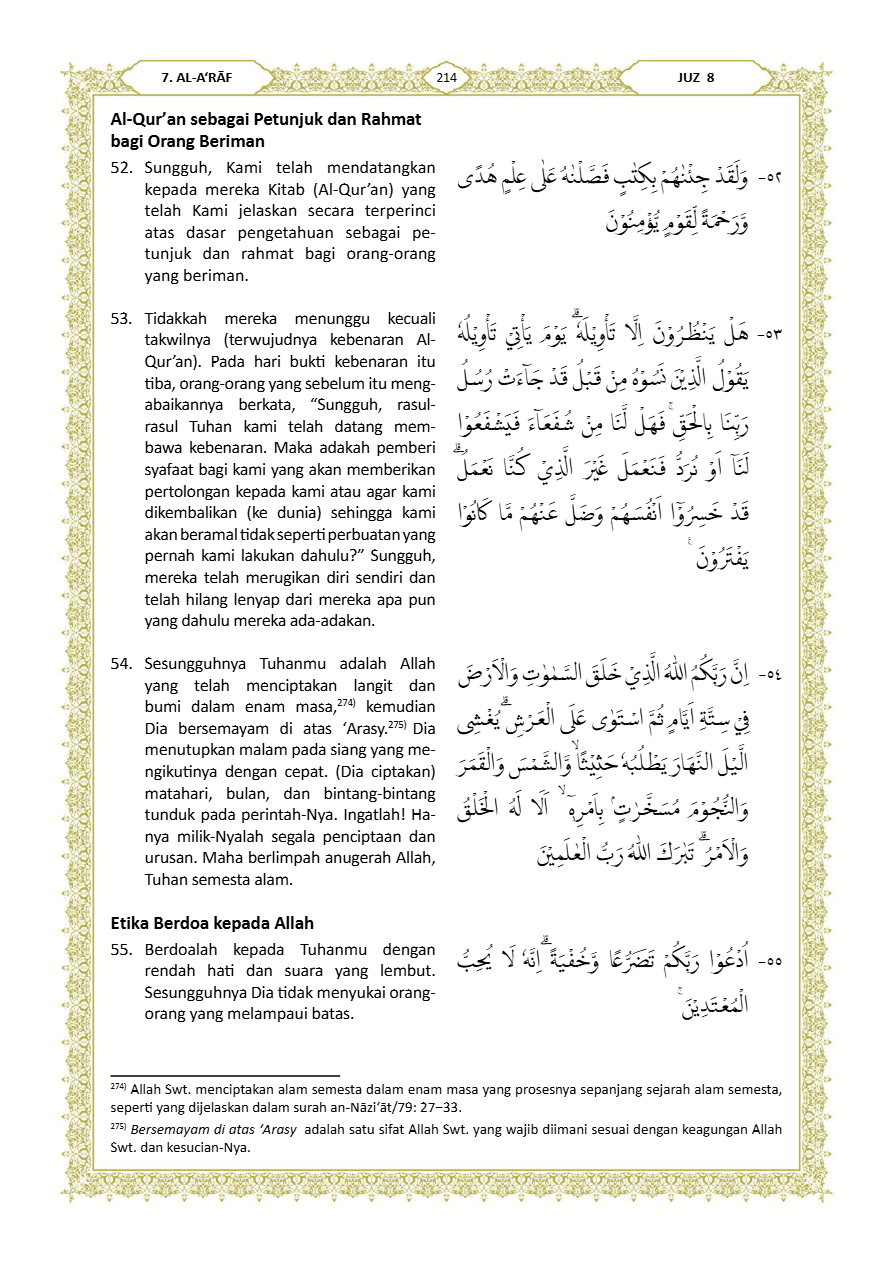 7. AL-A‘RĀF
214
JUZ 8
Al-Qur’an sebagai Petunjuk dan Rahmat
bagi Orang Beriman
52. Sungguh, Kami telah mendatangkan
kepada mereka Kitab (Al-Qur’an) yang
telah Kami jelaskan secara terperinci
atas dasar pengetahuan sebagai pe-
tunjuk dan rahmat bagi orang-orang
yang beriman.
٥٢- وَلَقَدْ جِئْنٰهُمْ بِكِتٰبٍ فَصَّلْنٰهُ عَلٰى عِلْمٍ هُدًى
وَّرَحْمَةً لِّقَوْمٍ يُّؤْمِنُوْنَ
53. Tidakkah mereka menunggu kecuali
takwilnya (terwujudnya kebenaran Al-
Qur’an). Pada hari bukti kebenaran itu
tiba, orang-orang yang sebelum itu meng-
abaikannya berkata, “Sungguh, rasul-
rasul Tuhan kami telah datang mem-
bawa kebenaran. Maka adakah pemberi
syafaat bagi kami yang akan memberikan
pertolongan kepada kami atau agar kami
dikembalikan (ke dunia) sehingga kami
akan beramal tidak seperti perbuatan yang
pernah kami lakukan dahulu?” Sungguh,
mereka telah merugikan diri sendiri dan
telah hilang lenyap dari mereka apa pun
yang dahulu mereka ada-adakan.
٥٣- هَلْ يَنْظُرُوْنَ اِلَّا تَأْوِيْلَهٗۗ يَوْمَ يَأْتِيْ تَأْوِيْلُهٗ
يَقُوْلُ الَّذِيْنَ نَسُوْهُ مِنْ قَبْلُ قَدْ جَاۤءَتْ رُسُلُ
رَبِّنَا بِالْحَقِّۚ فَهَلْ لَّنَا مِنْ شُفَعَاۤءَ فَيَشْفَعُوْا
لَنَآ اَوْ نُرَدُّ فَنَعْمَلَ غَيْرَ الَّذِيْ كُنَّا نَعْمَلُۗ
قَدْ خَسِرُوْٓا اَنْفُسَهُمْ وَضَلَّ عَنْهُمْ مَّا كَانُوْا
يَفْتَرُوْنَ ࣖ
54. Sesungguhnya Tuhanmu adalah Allah
yang telah menciptakan langit dan
bumi dalam enam masa,²⁷⁴⁾ kemudian
Dia bersemayam di atas ‘Arasy.²⁷⁵⁾ Dia
menutupkan malam pada siang yang me-
ngikutinya dengan cepat. (Dia ciptakan)
matahari, bulan, dan bintang-bintang
tunduk pada perintah-Nya. Ingatlah! Ha-
nya milik-Nyalah segala penciptaan dan
urusan. Maha berlimpah anugerah Allah,
Tuhan semesta alam.
٥٤- اِنَّ رَبَّكُمُ اللّٰهُ الَّذِيْ خَلَقَ السَّمٰوٰتِ وَالْاَرْضَ
فِيْ سِتَّةِ اَيَّامٍ ثُمَّ اسْتَوٰى عَلَى الْعَرْشِۗ يُغْشِى
الَّيْلَ النَّهَارَ يَطْلُبُهٗ حَثِيْثًاۙ وَّالشَّمْسَ وَالْقَمَرَ
وَالنُّجُوْمَ مُسَخَّرٰتٍۢ بِاَمْرِهٖٓۙ اَلَا لَهُ الْخَلْقُ
وَالْاَمْرُۗ تَبٰرَكَ اللّٰهُ رَبُّ الْعٰلَمِيْنَ
Etika Berdoa kepada Allah
55. Berdoalah kepada Tuhanmu dengan
rendah hati dan suara yang lembut.
Sesungguhnya Dia tidak menyukai orang-
orang yang melampaui batas.
٥٥- اُدْعُوْا رَبَّكُمْ تَضَرُّعًا وَّخُفْيَةًۗ اِنَّهٗ لَا يُحِبُّ
الْمُعْتَدِيْنَۚ
²⁷⁴⁾ Allah Swt. menciptakan alam semesta dalam enam masa yang prosesnya sepanjang sejarah alam semesta,
seperti yang dijelaskan dalam surah an-Nāzi‘āt/79: 27–33.
²⁷⁵⁾ Bersemayam di atas ‘Arasy adalah satu sifat Allah Swt. yang wajib diimani sesuai dengan keagungan Allah
Swt. dan kesucian-Nya.